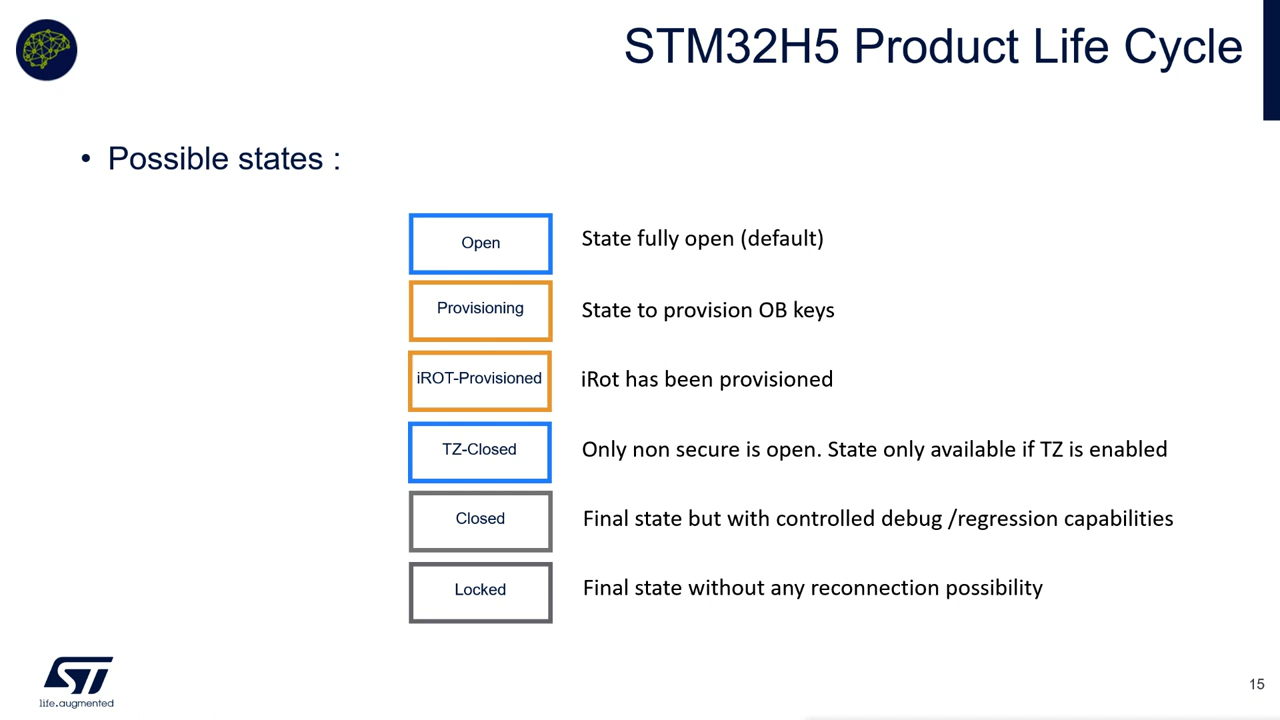 STM32H5 Product Life Cycle
• Possible states :
Open
State fully open (default)
Provisioning
State to provision OB keys
iROT-Provisioned
iRot has been provisioned
TZ-Closed
Only non secure is open. State only available if TZ is enabled
Closed
Final state but with controlled debug /regression capabilities
Locked
Final state without any reconnection possibility
ST
life.augmented
15